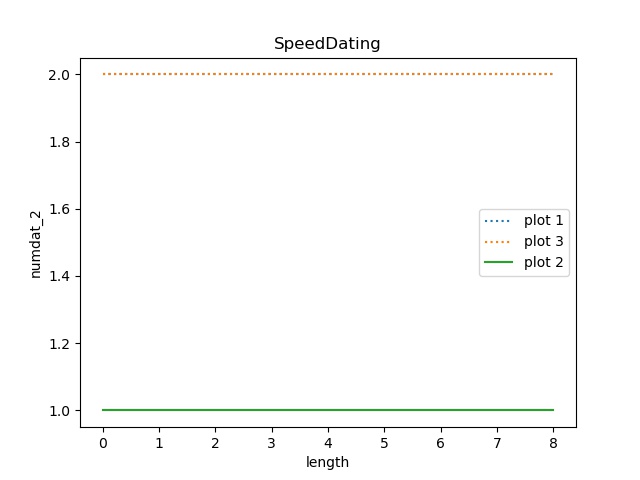 SpeedDating
2.0
1.8
1.6
1.4
1.2
1.0
numdat_2
plot 1
plot 3
plot 2
0 1 2 3 4 5 6 7 8
length